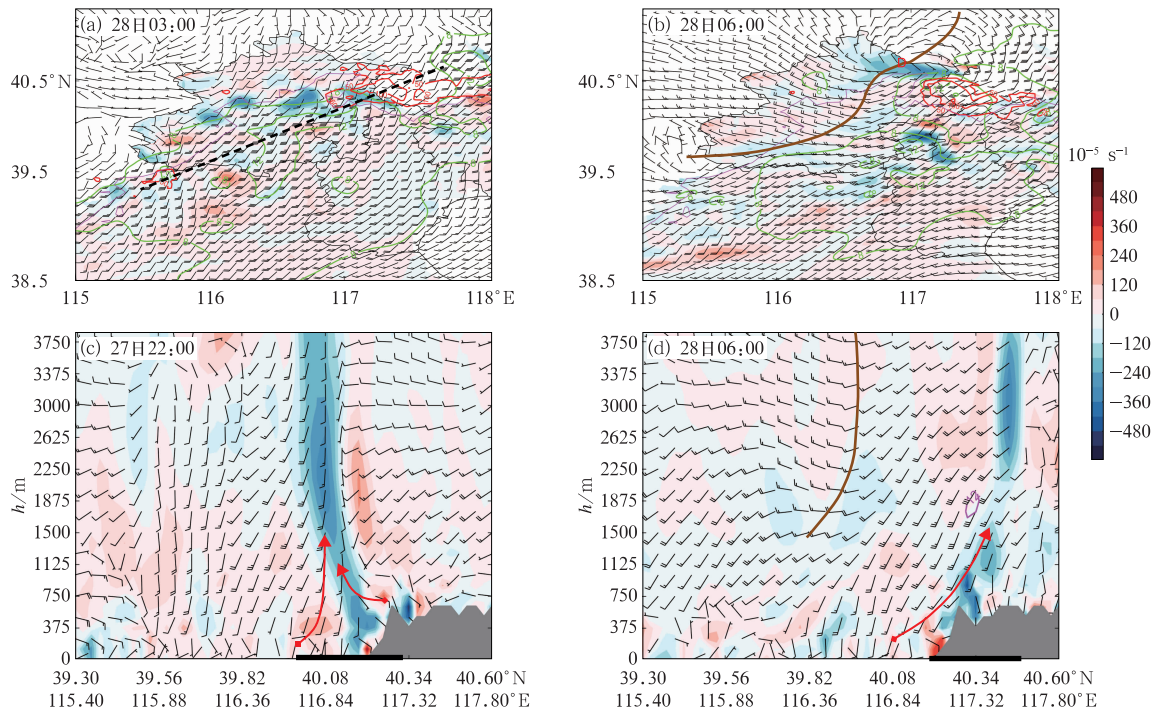 (a) 28日03:00
(b) 28日06:00
40.5°N
39.5
38.5
115 116 117 118°E
40.5°N
39.5
38.5
115 116 117 118°E
10⁻⁵ s⁻¹
480
360
240
120
0
−120
−240
−360
−480
(c) 27日22:00
(d) 28日06:00
h/m
3750
3375
3000
2625
2250
1875
1500
1125
750
375
0
39.30 39.56 39.82 40.08 40.34 40.60°N
115.40 115.88 116.36 116.84 117.32 117.80°E
h/m
3750
3375
3000
2625
2250
1875
1500
1125
750
375
0
39.30 39.56 39.82 40.08 40.34 40.60°N
115.40 115.88 116.36 116.84 117.32 117.80°E